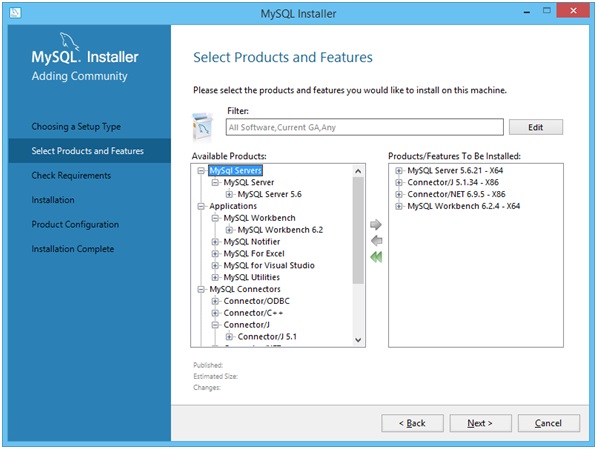 MySQL Installer
MySQL. Installer
Adding Community
Choosing a Setup Type
Select Products and Features
Check Requirements
Installation
Product Configuration
Installation Complete
Select Products and Features
Please select the products and features you would like to install on this machine.
Filter:
All Software,Current GA,Any
Edit
Available Products:
MySql Servers
MySQL Server
MySQL Server 5.6
Applications
MySQL Workbench
MySQL Workbench 6.2
MySQL Notifier
MySQL For Excel
MySQL for Visual Studio
MySQL Utilities
MySQL Connectors
Connector/ODBC
Connector/C++
Connector/J
Connector/J 5.1
Products/Features To Be Installed:
MySQL Server 5.6.21 - X64
Connector/J 5.1.34 - X86
Connector/NET 6.9.5 - X86
MySQL Workbench 6.2.4 - X64
Published:
Estimated Size:
Changes:
< Back
Next >
Cancel